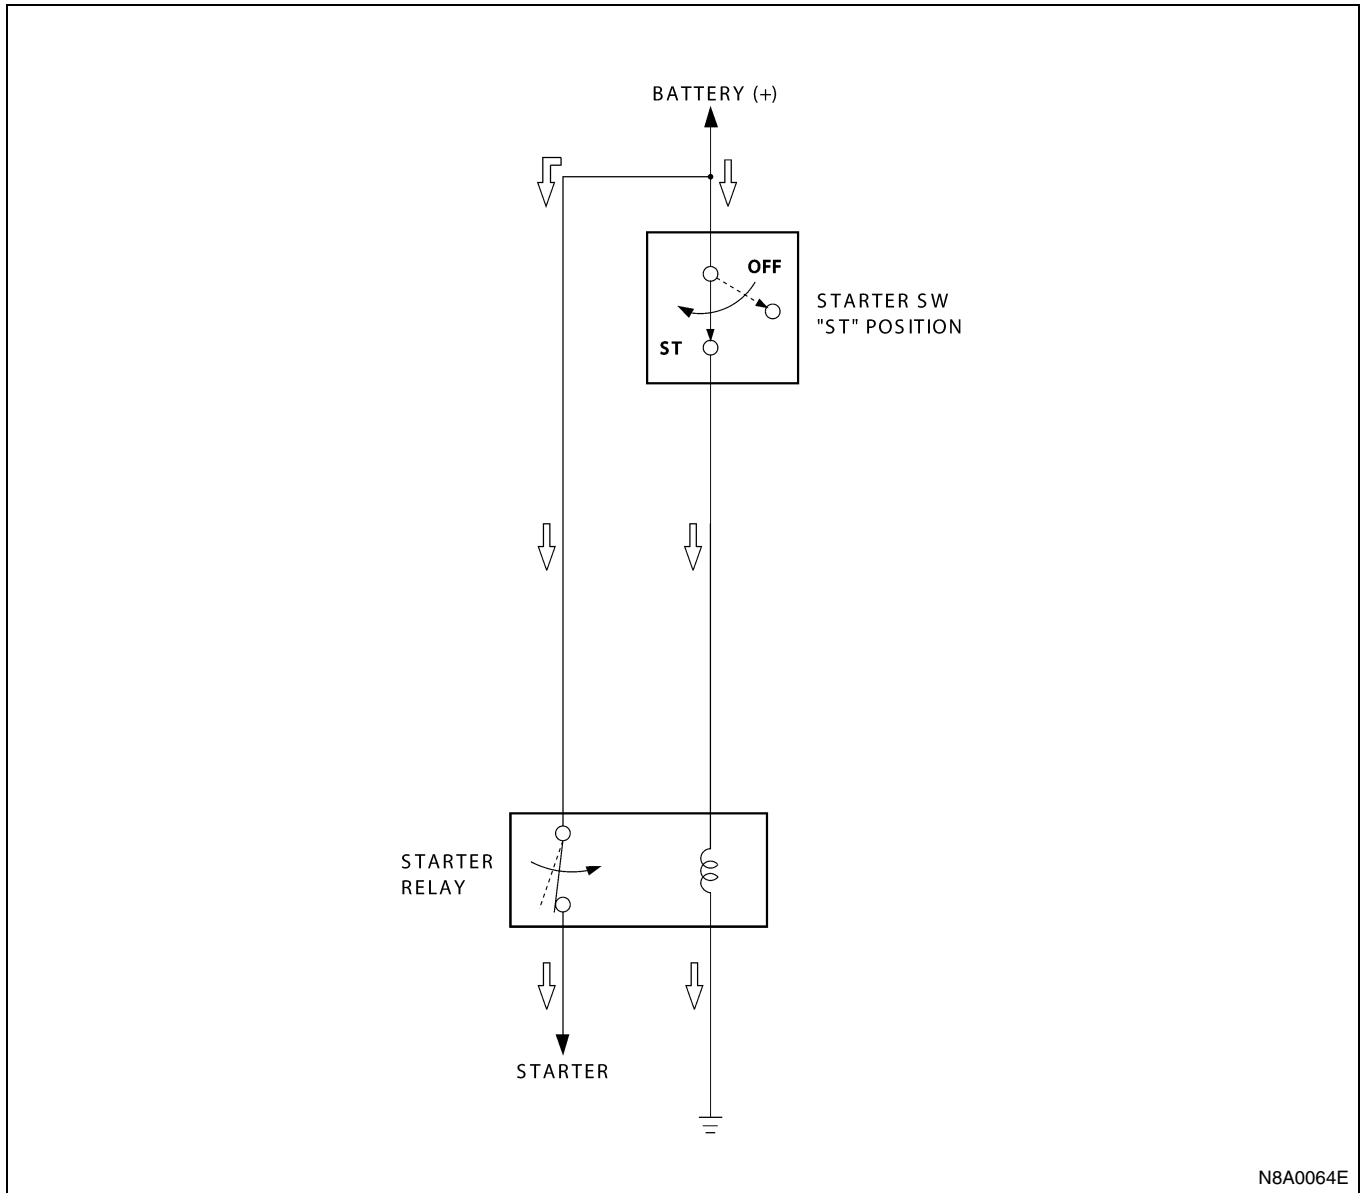 BATTERY (+)
OFF
STARTER SW
"ST" POSITION
ST
STARTER
RELAY
STARTER
N8A0064E